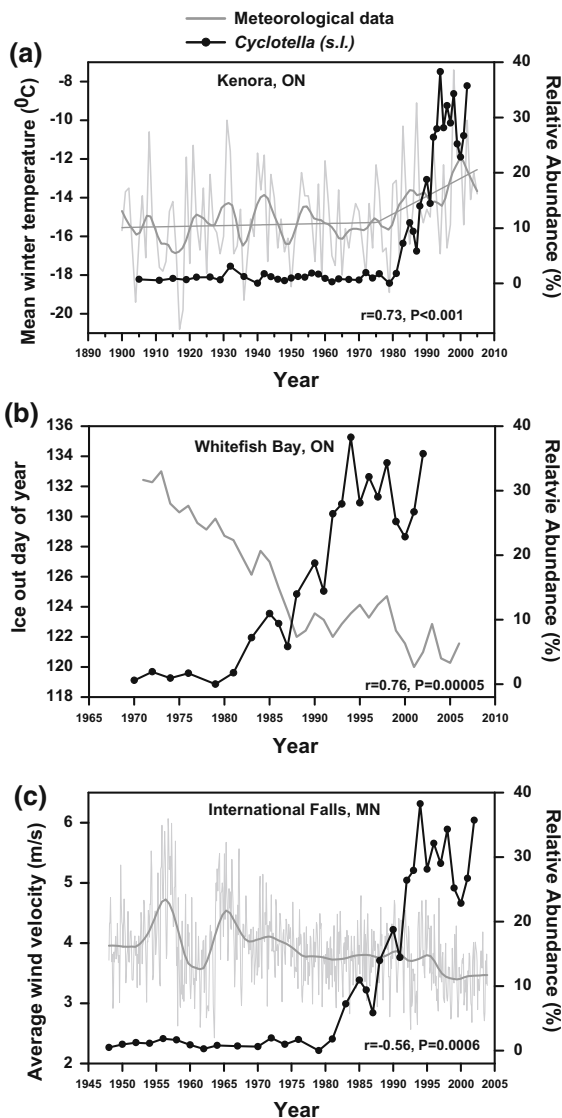 Meteorological data
Cyclotella (s.l.)
(a)
Kenora, ON
Mean winter temperature (⁰C)
-8
-10
-12
-14
-16
-18
-20
40
30
20
10
0
Relative Abundance (%)
r=0.73, P<0.001
1890 1900 1910 1920 1930 1940 1950 1960 1970 1980 1990 2000 2010
Year
(b)
Whitefish Bay, ON
Ice out day of year
136
134
132
130
128
126
124
122
120
118
40
30
20
10
0
Relatvie Abundance (%)
r=0.76, P=0.00005
1965 1970 1975 1980 1985 1990 1995 2000 2005 2010
Year
(c)
International Falls, MN
Average wind velocity (m/s)
6
5
4
3
2
40
30
20
10
0
Relative Abundance (%)
r=-0.56, P=0.0006
1945 1950 1955 1960 1965 1970 1975 1980 1985 1990 1995 2000 2005
Year